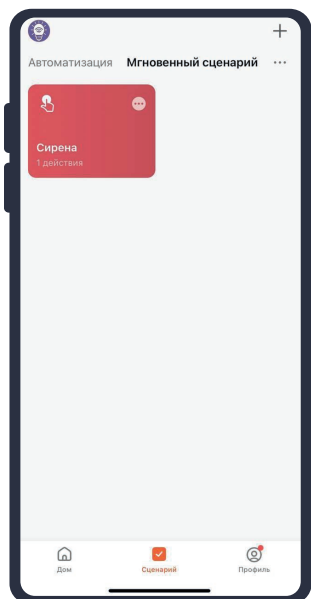 Автоматизация Мгновенный сценарий
Сирена
1 действия
Дом Сценарий Профиль